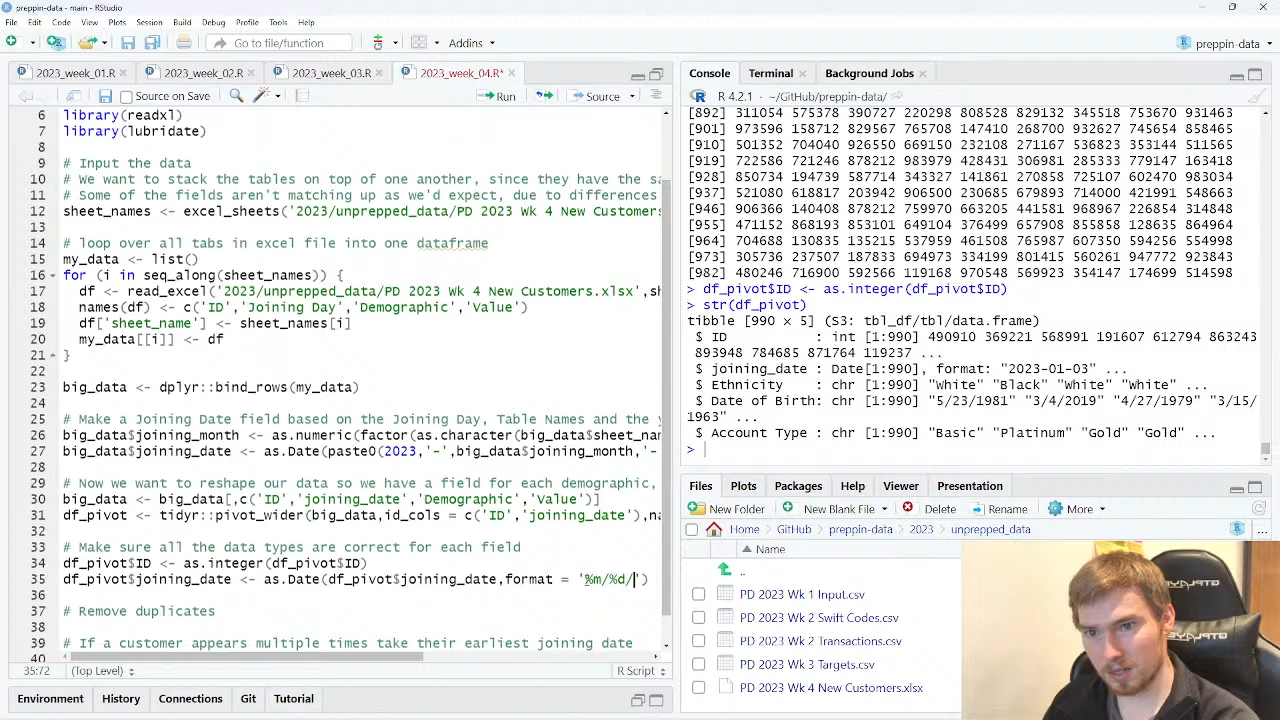 preppin-data - main - RStudio
File Edit Code View Plots Session Build Debug Profile Tools Help
Go to file/function Addins preppin-data
2023_week_01.R 2023_week_02.R 2023_week_03.R 2023_week_04.R*
Source on Save Run Source
6 library(readxl)
7 library(lubridate)
8
9 # Input the data
10 # We want to stack the tables on top of one another, since they have the sa
11 # Some of the fields aren't matching up as we'd expect, due to differences
12 sheet_names <- excel_sheets('2023/unprepped_data/PD 2023 Wk 4 New Customers
13
14 # loop over all tabs in excel file into one dataframe
15 my_data <- list()
16 for (i in seq_along(sheet_names)) {
17 df <- read_excel('2023/unprepped_data/PD 2023 Wk 4 New Customers.xlsx',sh
18 names(df) <- c('ID','Joining Day','Demographic','Value')
19 df['sheet_name'] <- sheet_names[i]
20 my_data[[i]] <- df
21 }
22
23 big_data <- dplyr::bind_rows(my_data)
24
25 # Make a Joining Date field based on the Joining Day, Table Names and the y
26 big_data$joining_month <- as.numeric(factor(as.character(big_data$sheet_nam
27 big_data$joining_date <- as.Date(paste0(2023,'-',big_data$joining_month,'-
28
29 # Now we want to reshape our data so we have a field for each demographic,
30 big_data <- big_data[,c('ID','joining_date','Demographic','Value')]
31 df_pivot <- tidyr::pivot_wider(big_data,id_cols = c('ID','joining_date'),na
32
33 # Make sure all the data types are correct for each field
34 df_pivot$ID <- as.integer(df_pivot$ID)
35 df_pivot$joining_date <- as.Date(df_pivot$joining_date,format = '%m/%d/')
36
37 # Remove duplicates
38
39 # If a customer appears multiple times take their earliest joining date
40
35:72 (Top Level) R Script
Environment History Connections Git Tutorial
Console Terminal Background Jobs
R 4.2.1 · ~/GitHub/preppin-data/
[892] 311054 575378 390727 220298 808528 829132 345518 753670 931463
[901] 973596 158712 829567 765708 147410 268700 932627 745654 858465
[910] 501352 704040 926550 669150 232108 271167 536823 353144 511565
[919] 722586 721246 878212 983979 428431 306981 285333 779147 163418
[928] 850734 194739 587714 343327 141861 270858 725107 602470 983034
[937] 521020 618817 203942 906500 230685 679893 714000 421991 548663
[946] 906366 140408 878212 759970 663205 441581 968967 226854 314848
[955] 471152 868193 853101 649104 376499 657908 855858 128635 864964
[964] 704688 130835 135215 537959 461508 765987 607350 594256 554998
[973] 305736 237507 187833 694973 334199 801415 560261 947772 923843
[982] 480246 716900 592566 119168 970548 569923 354147 174699 514598
> df_pivot$ID <- as.integer(df_pivot$ID)
> str(df_pivot)
tibble [990 × 5] (S3: tbl_df/tbl/data.frame)
$ ID : int [1:990] 490910 369221 568991 191607 612794 863243
893948 784685 871764 119237 ...
$ joining_date : Date[1:990], format: "2023-01-03" ...
$ Ethnicity : chr [1:990] "White" "Black" "White" "White" ...
$ Date of Birth: chr [1:990] "5/23/1981" "3/4/2019" "4/27/1979" "3/15/
1963" ...
$ Account Type : chr [1:990] "Basic" "Platinum" "Gold" "Gold" ...
>
Files Plots Packages Help Viewer Presentation
New Folder New Blank File Delete Rename More
Home GitHub preppin-data 2023 unprepped_data
Name
..
PD 2023 Wk 1 Input.csv
PD 2023 Wk 2 Swift Codes.csv
PD 2023 Wk 2 Transactions.csv
PD 2023 Wk 3 Targets.csv
PD 2023 Wk 4 New Customers.xlsx